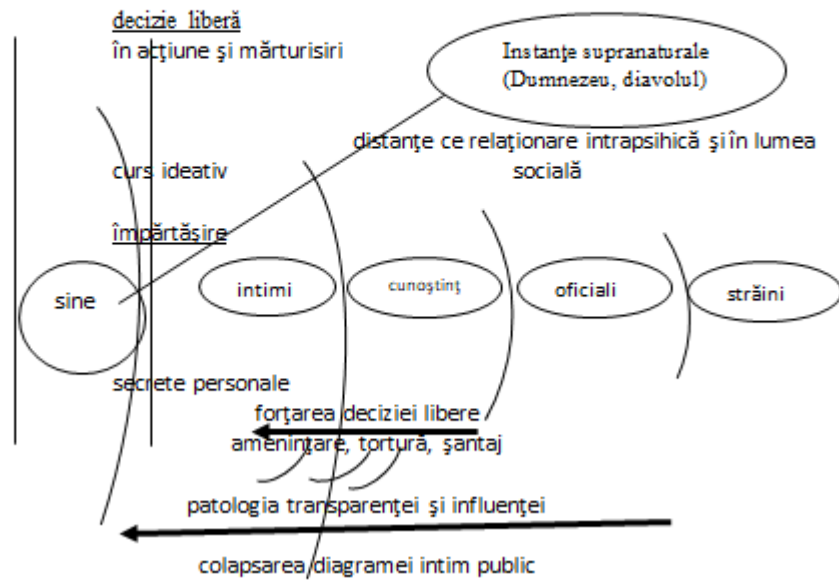 decizie liberă
în acţiune şi mărturisiri
Instanţe supranaturale
(Dumnezeu, diavolul)
distanţe ce relaţionare intrapsihică şi în lumea
socială
curs ideativ
împărtăşire
sine
intimi
cunoştinţ
oficiali
străini
secrete personale
forţarea deciziei libere
ameninţare, tortură, şantaj
patologia transparenţei şi influenţei
colapsarea diagramei intim public